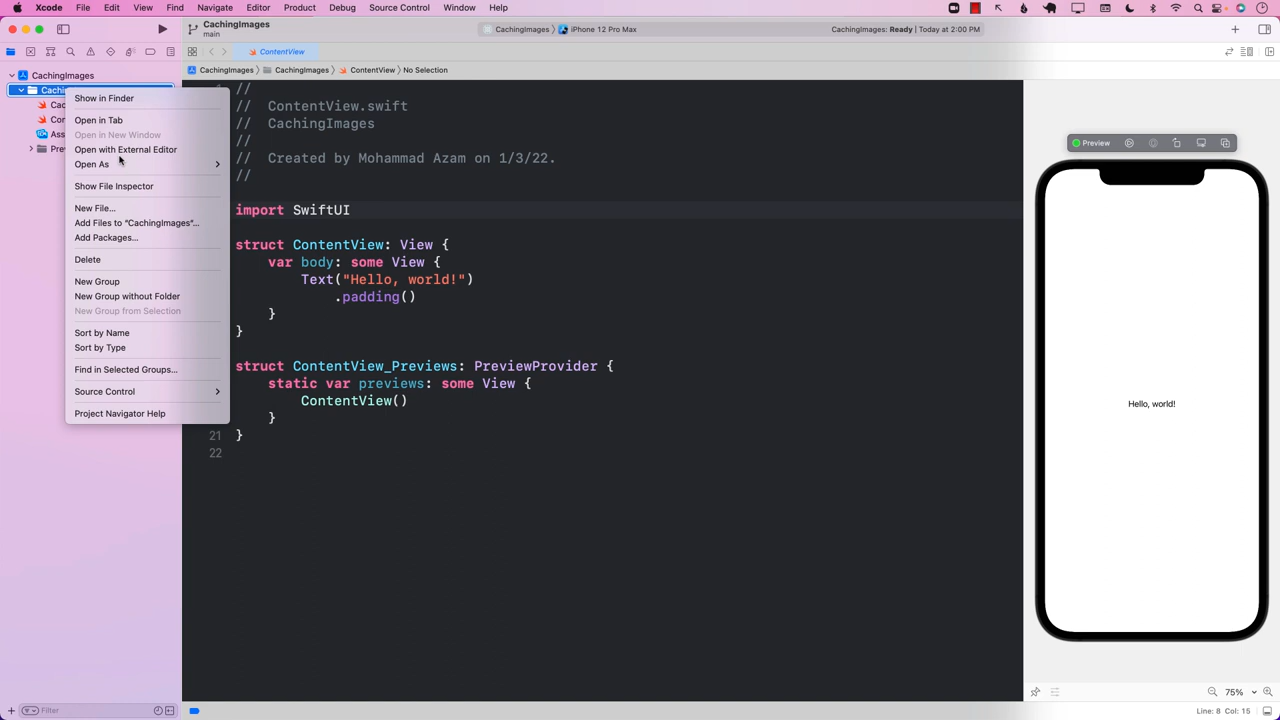 Xcode File Edit View Find Navigate Editor Product Debug Source Control Window Help
CachingImages
main
CachingImages iPhone 12 Pro Max
CachingImages: Ready | Today at 2:00 PM
ContentView
CachingImages CachingImages ContentView No Selection
CachingImages
Show in Finder
Open in Tab
Open in New Window
Open with External Editor
Open As
Show File Inspector
New File...
Add Files to “CachingImages”...
Add Packages...
Delete
New Group
New Group without Folder
New Group from Selection
Sort by Name
Sort by Type
Find in Selected Groups...
Source Control
Project Navigator Help
//
// ContentView.swift
// CachingImages
//
// Created by Mohammad Azam on 1/3/22.
//
import SwiftUI
struct ContentView: View {
var body: some View {
Text("Hello, world!")
.padding()
}
}
struct ContentView_Previews: PreviewProvider {
static var previews: some View {
ContentView()
}
21 }
22
Preview
Hello, world!
75%
Filter
Line: 8 Col: 15